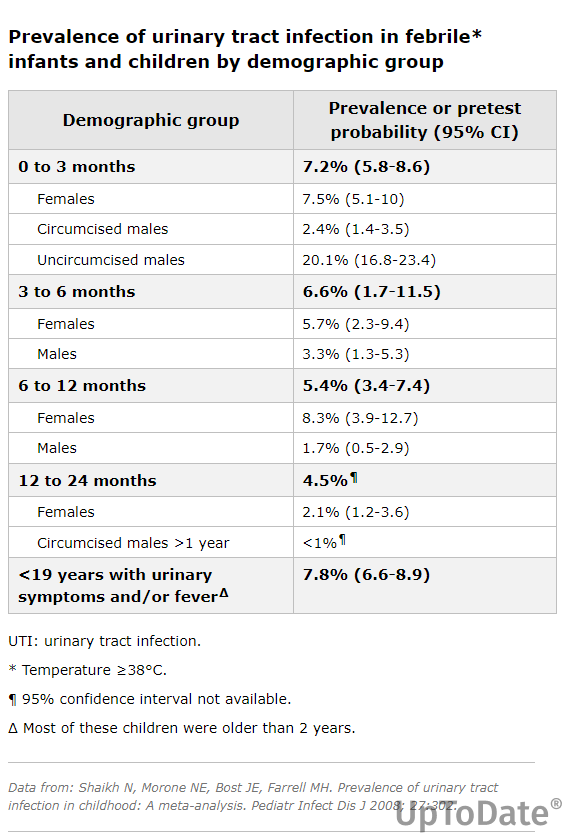 Prevalence of urinary tract infection in febrile*
infants and children by demographic group
Demographic group
Prevalence or pretest
probability (95% CI)
0 to 3 months 7.2% (5.8-8.6)
Females 7.5% (5.1-10)
Circumcised males 2.4% (1.4-3.5)
Uncircumcised males 20.1% (16.8-23.4)
3 to 6 months 6.6% (1.7-11.5)
Females 5.7% (2.3-9.4)
Males 3.3% (1.3-5.3)
6 to 12 months 5.4% (3.4-7.4)
Females 8.3% (3.9-12.7)
Males 1.7% (0.5-2.9)
12 to 24 months 4.5%¶
Females 2.1% (1.2-3.6)
Circumcised males >1 year <1%¶
<19 years with urinary
symptoms and/or feverΔ
7.8% (6.6-8.9)
UTI: urinary tract infection.
* Temperature ≥38°C.
¶ 95% confidence interval not available.
Δ Most of these children were older than 2 years.
Data from: Shaikh N, Morone NE, Bost JE, Farrell MH. Prevalence of urinary tract
infection in childhood: A meta-analysis. Pediatr Infect Dis J 2008; 27:302.
UpToDate®